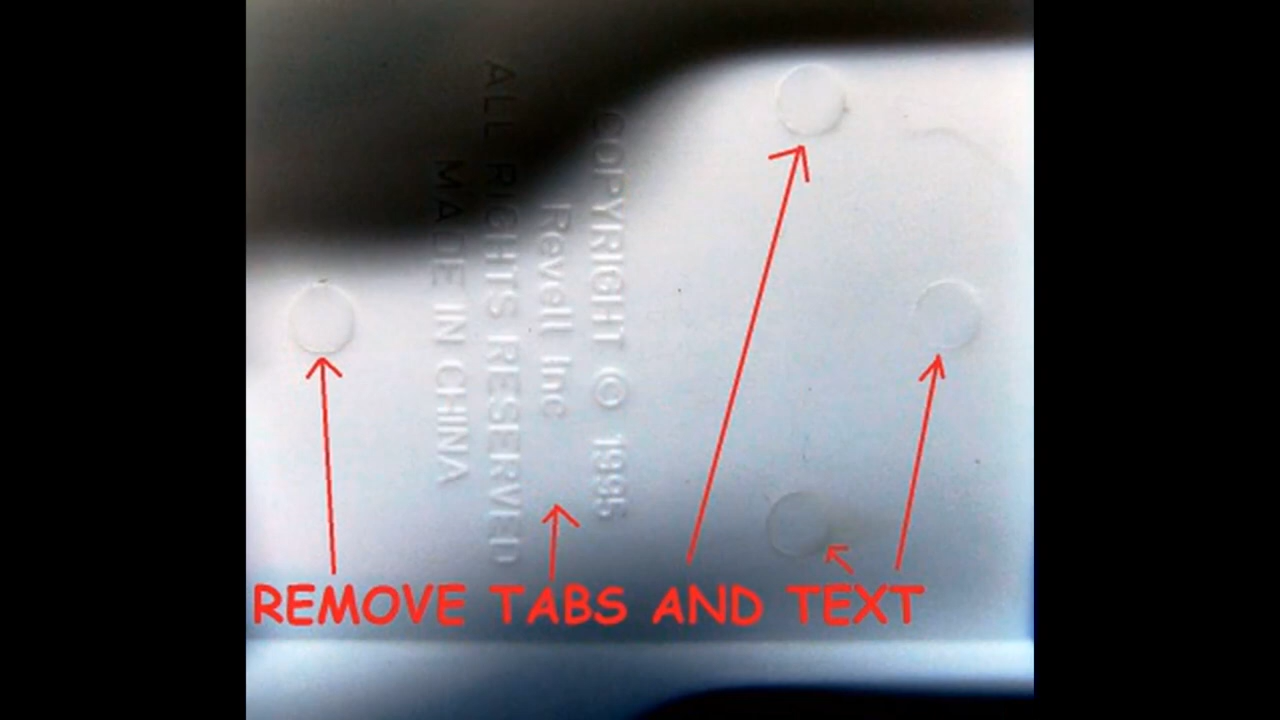 COPYRIGHT © 1995
Revell Inc
ALL RIGHTS RESERVED
MADE IN CHINA
REMOVE TABS AND TEXT